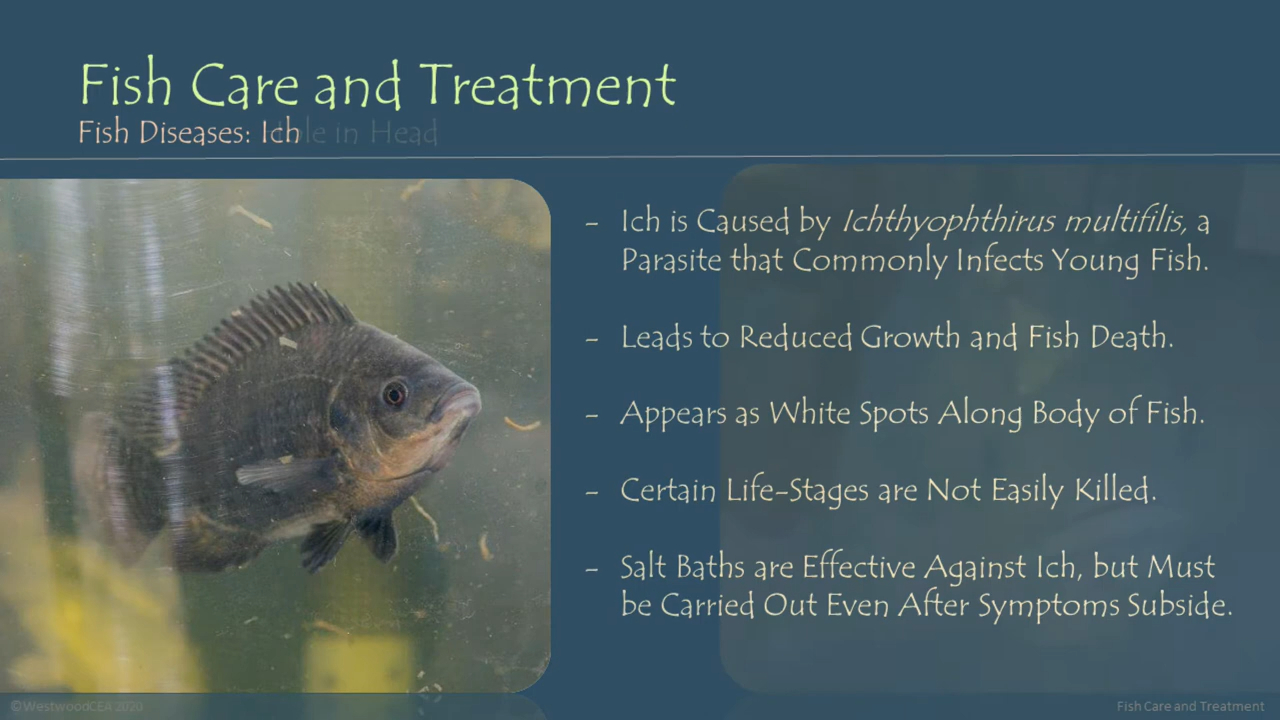 Fish Care and Treatment
Fish Diseases: Ich
Hole in Head
- Ich is Caused by Ichthyophthirus multifilis, a
Parasite that Commonly Infects Young Fish.
- Leads to Reduced Growth and Fish Death.
- Appears as White Spots Along Body of Fish.
- Certain Life-Stages are Not Easily Killed.
- Salt Baths are Effective Against Ich, but Must
be Carried Out Even After Symptoms Subside.
©WestwoodCEA 2020
Fish Care and Treatment